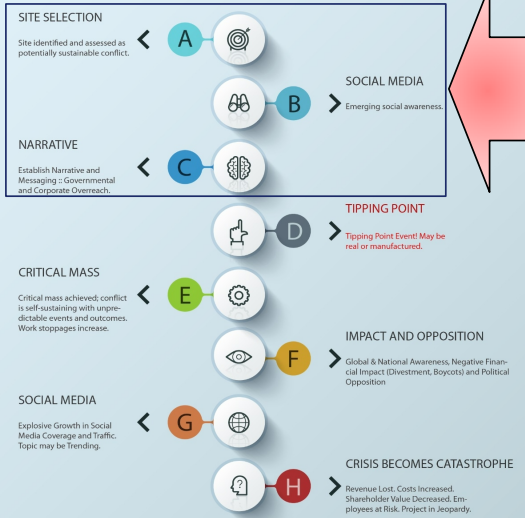 SITE SELECTION
Site identified and assessed as
potentially sustainable conflict.
A
B
SOCIAL MEDIA
Emerging social awareness.
NARRATIVE
Establish Narrative and
Messaging :: Governmental
and Corporate Overreach.
C
D
TIPPING POINT
Tipping Point Event! May be
real or manufactured.
CRITICAL MASS
Critical mass achieved; conflict
is self-sustaining with unpre-
dictable events and outcomes.
Work stoppages increase.
E
F
IMPACT AND OPPOSITION
Global & National Awareness, Negative Finan-
cial Impact (Divestment, Boycots) and Political
Opposition
SOCIAL MEDIA
Explosive Growth in Social
Media Coverage and Traffic.
Topic may be Trending.
G
H
CRISIS BECOMES CATASTROPHE
Revenue Lost. Costs Increased.
Shareholder Value Decreased. Em-
ployees at Risk. Project in Jeopardy.